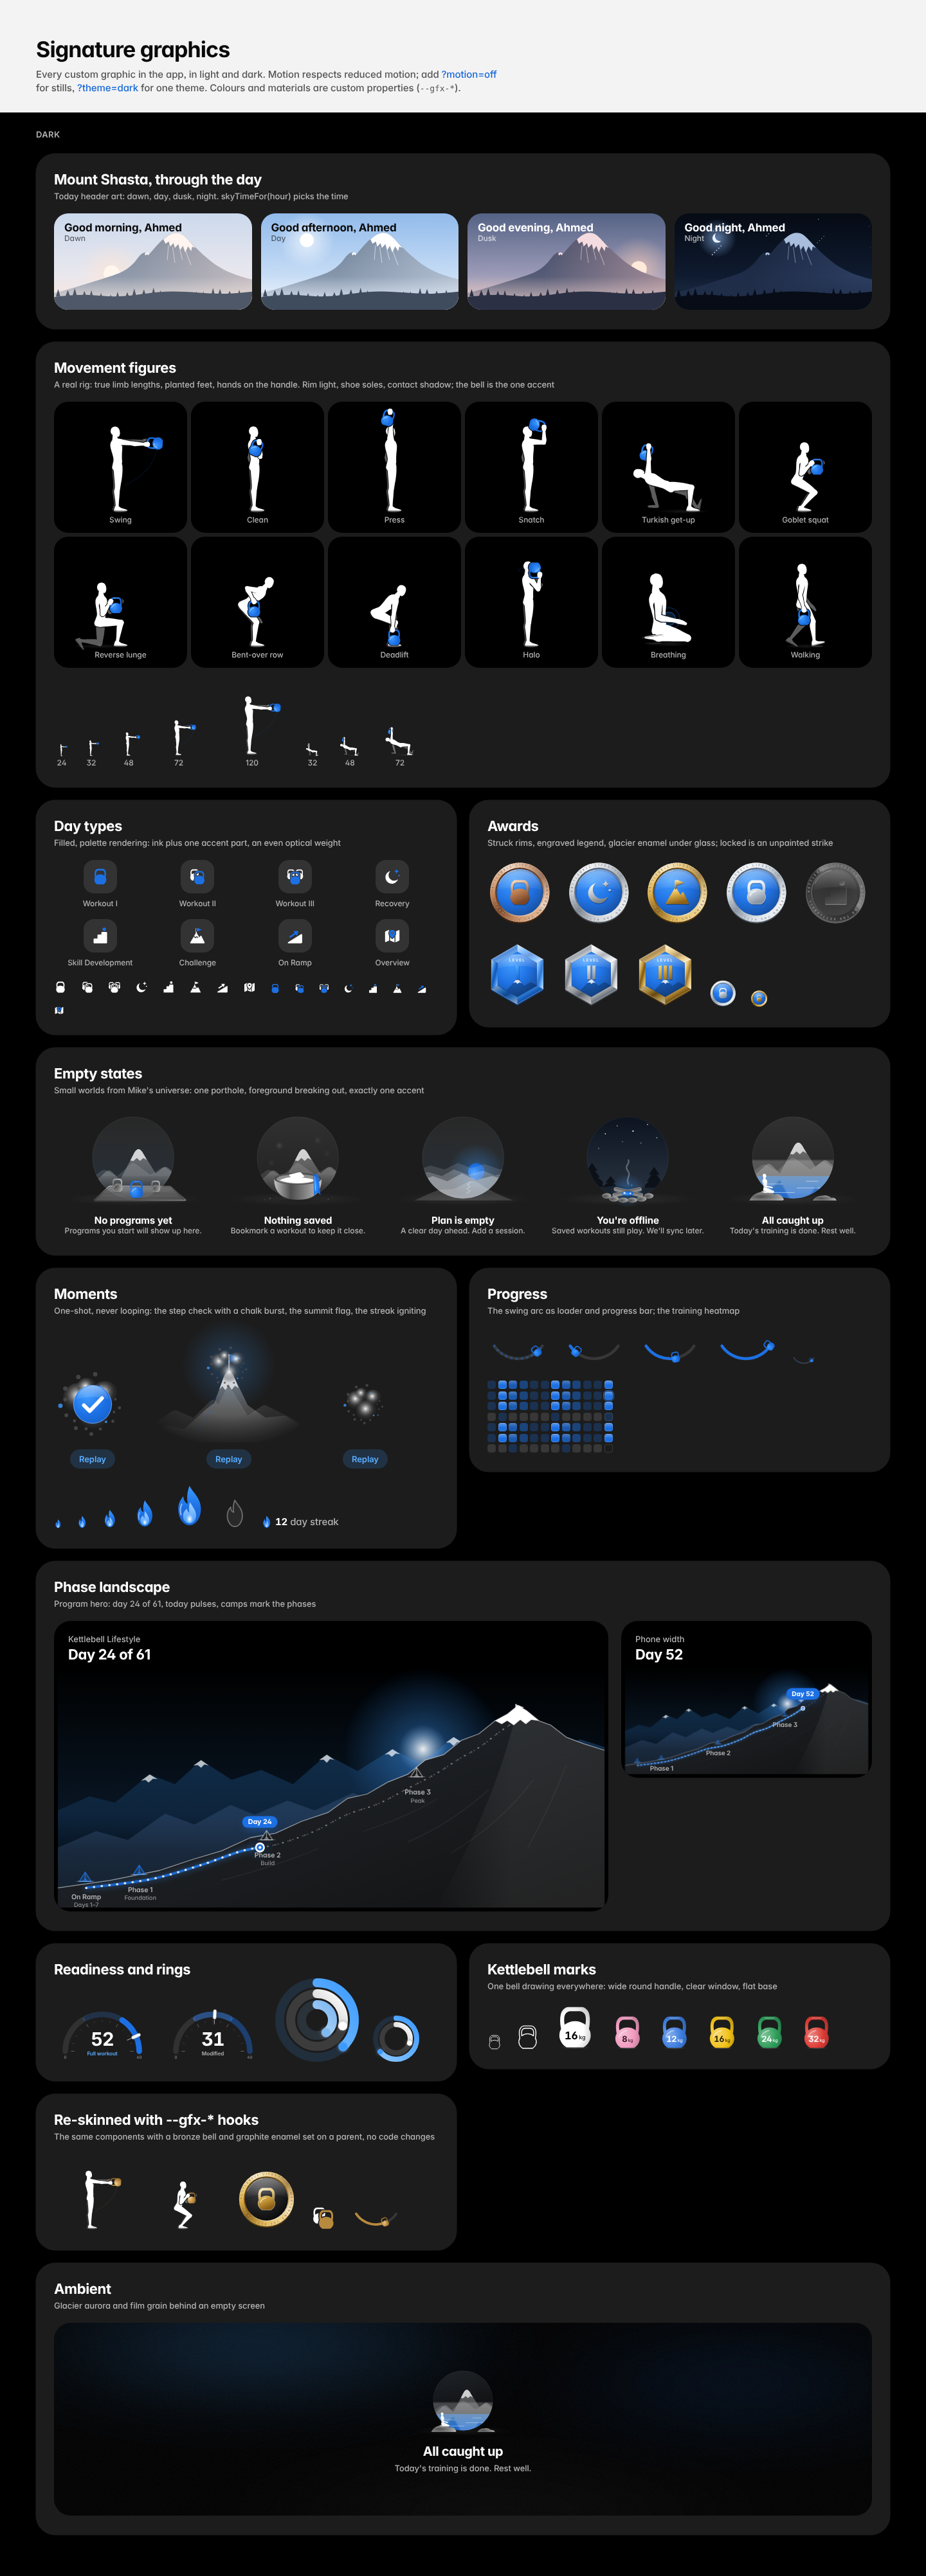 Signature graphics
Every custom graphic in the app, in light and dark. Motion respects reduced motion; add ?motion=off
for stills, ?theme=dark for one theme. Colours and materials are custom properties (--gfx-*).
DARK
Mount Shasta, through the day
Today header art: dawn, day, dusk, night. skyTimeFor(hour) picks the time
Good morning, Ahmed
Dawn
Good afternoon, Ahmed
Day
Good evening, Ahmed
Dusk
Good night, Ahmed
Night
Movement figures
A real rig: true limb lengths, planted feet, hands on the handle. Rim light, shoe soles, contact shadow; the bell is the one accent
Swing
Clean
Press
Snatch
Turkish get-up
Goblet squat
Reverse lunge
Bent-over row
Deadlift
Halo
Breathing
Walking
24
32
48
72
120
32
48
72
Day types
Filled, palette rendering: ink plus one accent part, an even optical weight
Workout I
Workout II
Workout III
Recovery
Skill Development
Challenge
On Ramp
Overview
Awards
Struck rims, engraved legend, glacier enamel under glass; locked is an unpainted strike
LEVEL
I
LEVEL
II
LEVEL
III
Empty states
Small worlds from Mike's universe: one porthole, foreground breaking out, exactly one accent
No programs yet
Programs you start will show up here.
Nothing saved
Bookmark a workout to keep it close.
Plan is empty
A clear day ahead. Add a session.
You're offline
Saved workouts still play. We'll sync later.
All caught up
Today's training is done. Rest well.
Moments
One-shot, never looping: the step check with a chalk burst, the summit flag, the streak igniting
Replay
Replay
Replay
12 day streak
Progress
The swing arc as loader and progress bar; the training heatmap
Phase landscape
Program hero: day 24 of 61, today pulses, camps mark the phases
Kettlebell Lifestyle
Day 24 of 61
Day 24
On Ramp
Days 1–7
Phase 1
Foundation
Phase 2
Build
Phase 3
Peak
Phone width
Day 52
Day 52
Phase 1
Phase 2
Phase 3
Readiness and rings
52
Full workout
31
Modified
Kettlebell marks
One bell drawing everywhere: wide round handle, clear window, flat base
16 kg
8 kg
12 kg
16 kg
24 kg
32 kg
Re-skinned with --gfx-* hooks
The same components with a bronze bell and graphite enamel set on a parent, no code changes
Ambient
Glacier aurora and film grain behind an empty screen
All caught up
Today's training is done. Rest well.